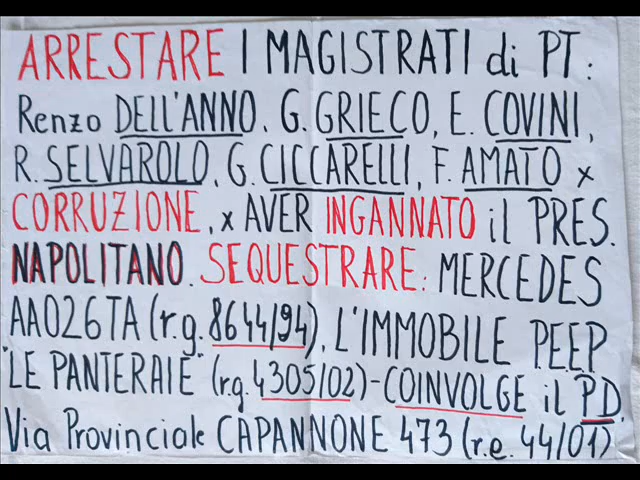 ARRESTARE I MAGISTRATI di PT:
Renzo DELL'ANNO, G. GRIECO, E. COVINI,
R. SELVAROLO, G. CICCARELLI, F. AMATO x
CORRUZIONE, x AVER INGANNATO il PRES.
NAPOLITANO. SEQUESTRARE: MERCEDES
AA026TA (r.g. 8644/94), L'IMMOBILE PEEP
"LE PANTERAIE" (r.g. 4305/02)-COINVOLGE il PD.
Via Provinciale CAPANNONE 473 (r.e. 44/01)